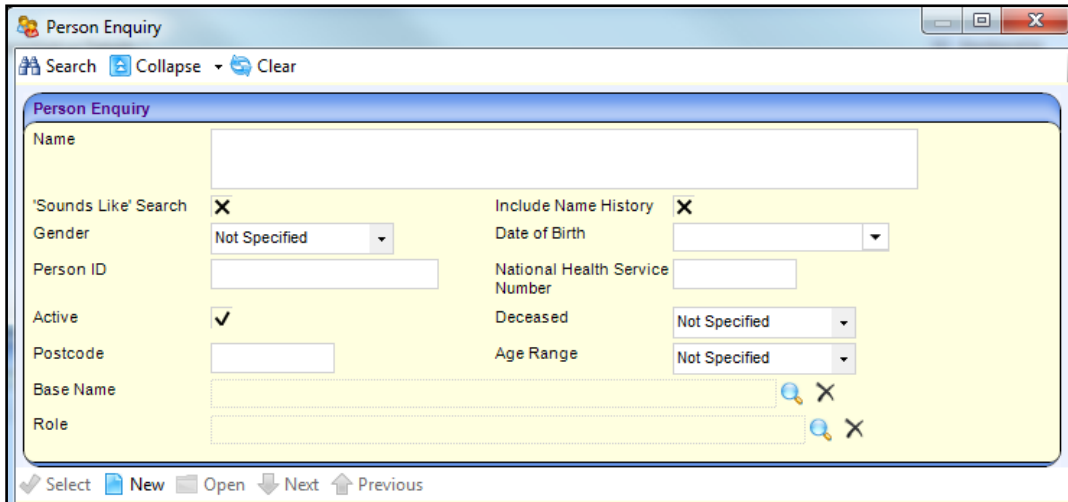 Person Enquiry
Search Collapse Clear
Person Enquiry
Name
'Sounds Like' Search Include Name History
Gender Not Specified Date of Birth
Person ID National Health Service
Number
Active Deceased Not Specified
Postcode Age Range Not Specified
Base Name
Role
Select New Open Next Previous